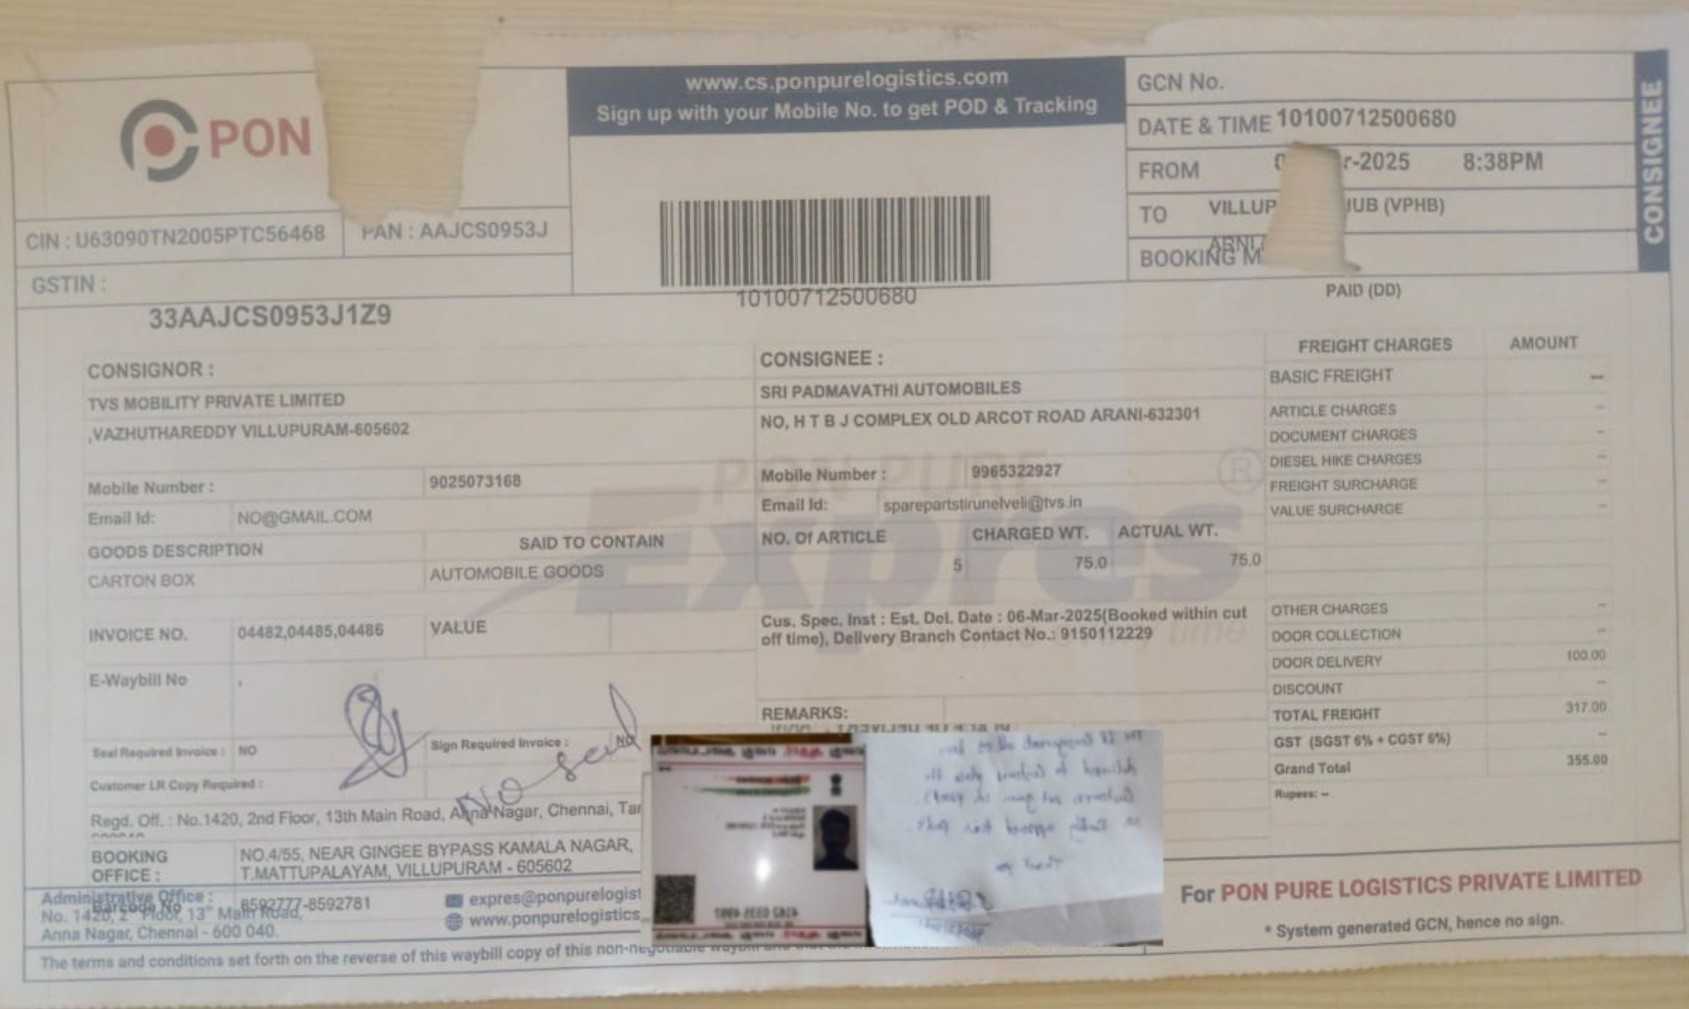 PON
www.cs.ponpurelogistics.com
Sign up with your Mobile No. to get POD & Tracking
GCN No.
DATE & TIME 10100712500680
FROM r-2025 8:38PM
TO VILLUP UB (VPHB)
BOOKING M
PAID (DD)
CONSIGNEE
CIN : U63090TN2005PTC56468 PAN : AAJCS0953J
GSTIN :
33AAJCS0953J1Z9
10100712500680
CONSIGNOR :
TVS MOBILITY PRIVATE LIMITED
,VAZHUTHAREDDY VILLUPURAM-605602
Mobile Number : 9025073168
Email Id: NO@GMAIL.COM
GOODS DESCRIPTION SAID TO CONTAIN
CARTON BOX AUTOMOBILE GOODS
INVOICE NO. 04482,04485,04486 VALUE
E-Waybill No .
Seal Required Invoice : NO Sign Required Invoice : NO
No seal
Customer LR Copy Required :
CONSIGNEE :
SRI PADMAVATHI AUTOMOBILES
NO, H T B J COMPLEX OLD ARCOT ROAD ARANI-632301
Mobile Number : 9965322927
Email Id: sparepartstirunelveli@tvs.in
NO. Of ARTICLE CHARGED WT. ACTUAL WT.
5 75.0 75.0
Cus. Spec. Inst : Est. Del. Date : 06-Mar-2025(Booked within cut
off time), Delivery Branch Contact No.: 9150112229
REMARKS:
PON PURE
Expres
time
FREIGHT CHARGES AMOUNT
BASIC FREIGHT --
ARTICLE CHARGES -
DOCUMENT CHARGES -
DIESEL HIKE CHARGES -
FREIGHT SURCHARGE -
VALUE SURCHARGE -
OTHER CHARGES -
DOOR COLLECTION -
DOOR DELIVERY 100.00
DISCOUNT --
TOTAL FREIGHT 317.00
GST (SGST 6% + CGST 6%) --
Grand Total 355.00
Rupees: --
Regd. Off. : No.1420, 2nd Floor, 13th Main Road, Anna Nagar, Chennai, Ta
BOOKING OFFICE : NO.4/55, NEAR GINGEE BYPASS KAMALA NAGAR,
T.MATTUPALAYAM, VILLUPURAM - 605602
Barcode No 8592777-8592781
Administrative Office :
No. 1420, 2 Floor, 13" Main Road,
Anna Nagar, Chennai - 600 040.
expres@ponpurelogist
www.ponpurelogistics
For PON PURE LOGISTICS PRIVATE LIMITED
* System generated GCN, hence no sign.
The terms and conditions set forth on the reverse of this waybill copy of this non-negotiable waybill